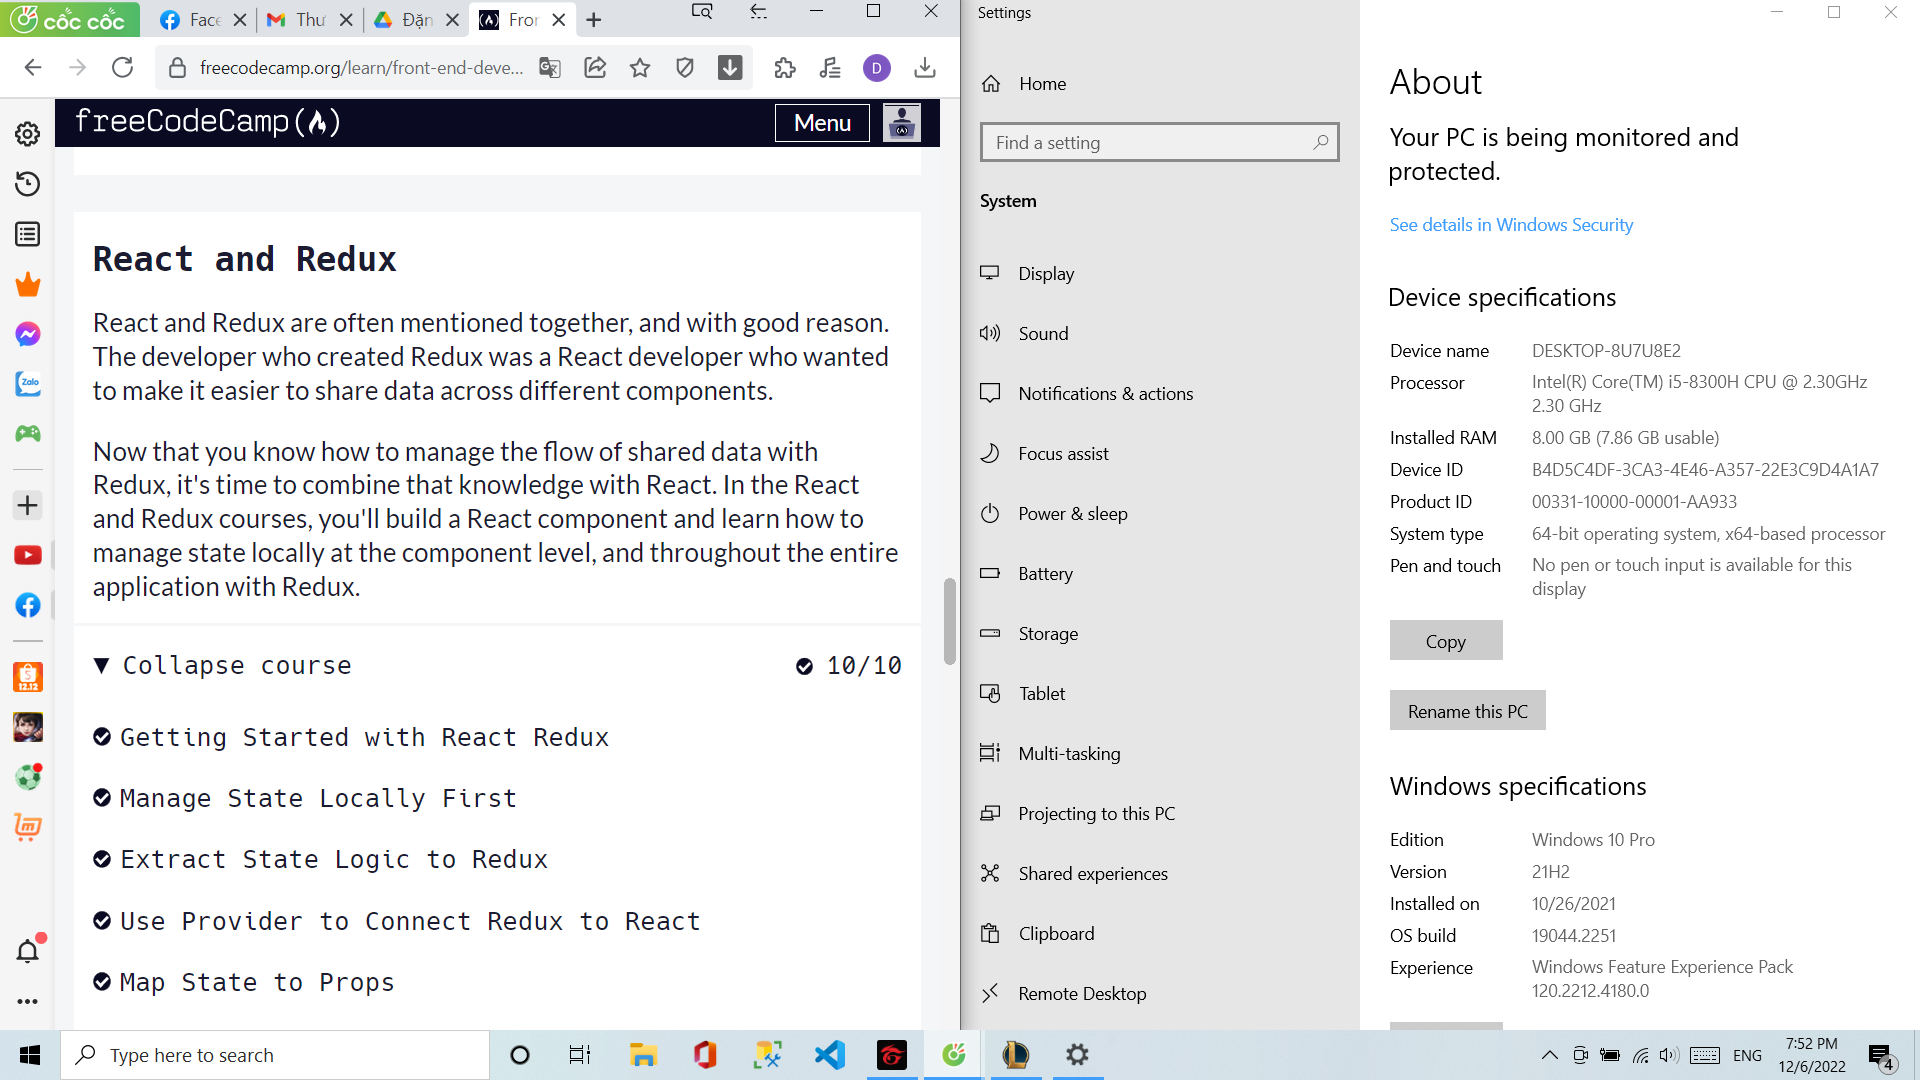 cốc cốc
Face
Thư
Đặn
Fron
freecodecamp.org/learn/front-end-deve...
D
freeCodeCamp(
)
Menu
React and Redux
React and Redux are often mentioned together, and with good reason.
The developer who created Redux was a React developer who wanted
to make it easier to share data across different components.
Now that you know how to manage the flow of shared data with
Redux, it's time to combine that knowledge with React. In the React
and Redux courses, you'll build a React component and learn how to
manage state locally at the component level, and throughout the entire
application with Redux.
Collapse course
10/10
Getting Started with React Redux
Manage State Locally First
Extract State Logic to Redux
Use Provider to Connect Redux to React
Map State to Props
Zalo
12.12
Settings
Home
Find a setting
System
Display
Sound
Notifications & actions
Focus assist
Power & sleep
Battery
Storage
Tablet
Multi-tasking
Projecting to this PC
Shared experiences
Clipboard
Remote Desktop
About
Your PC is being monitored and
protected.
See details in Windows Security
Device specifications
Device name DESKTOP-8U7U8E2
Processor Intel(R) Core(TM) i5-8300H CPU @ 2.30GHz
2.30 GHz
Installed RAM 8.00 GB (7.86 GB usable)
Device ID B4D5C4DF-3CA3-4E46-A357-22E3C9D4A1A7
Product ID 00331-10000-00001-AA933
System type 64-bit operating system, x64-based processor
Pen and touch No pen or touch input is available for this
display
Copy
Rename this PC
Windows specifications
Edition Windows 10 Pro
Version 21H2
Installed on 10/26/2021
OS build 19044.2251
Experience Windows Feature Experience Pack
120.2212.4180.0
Type here to search
ENG
7:52 PM
12/6/2022
4